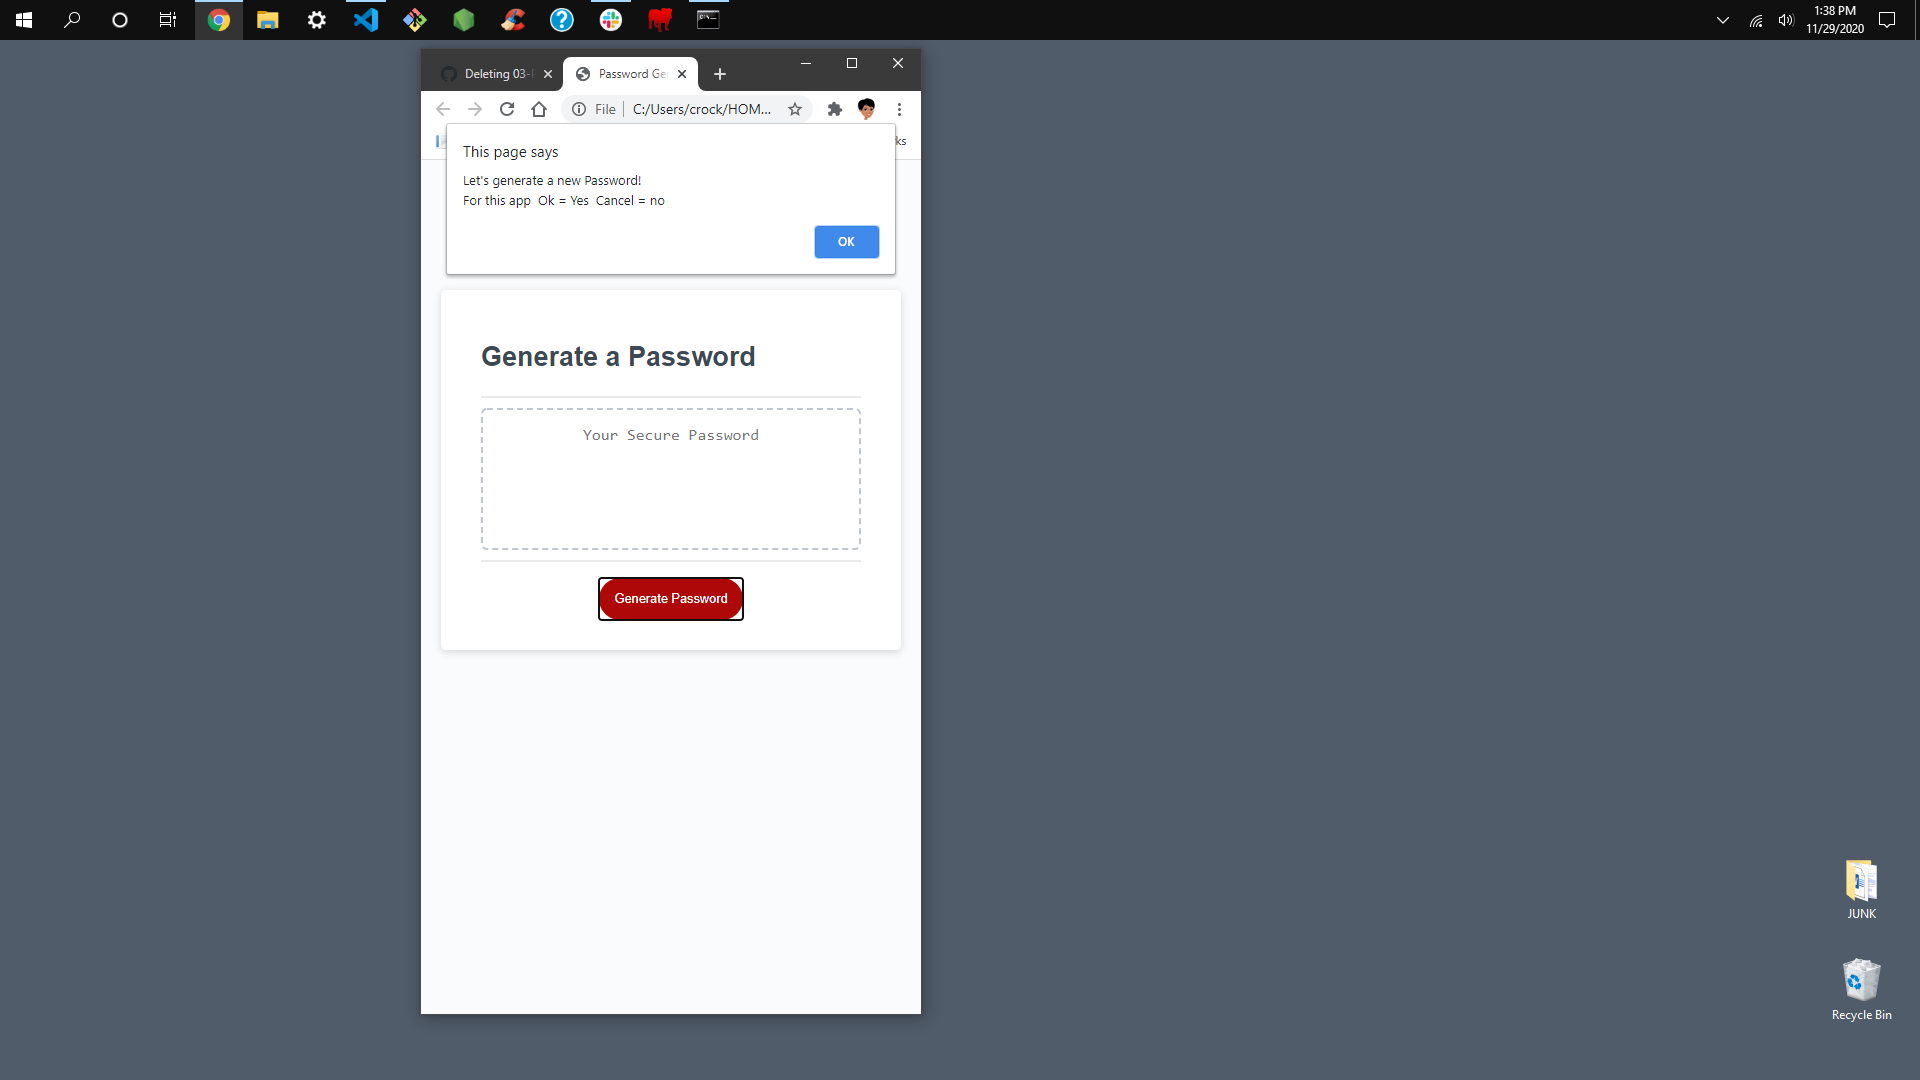 1:38 PM
11/29/2020
Deleting 03-
Password Ge
File
C:/Users/crock/HOM...
ks
This page says
Let's generate a new Password!
For this app  Ok = Yes  Cancel = no
OK
Generate a Password
Your Secure Password
Generate Password
JUNK
Recycle Bin